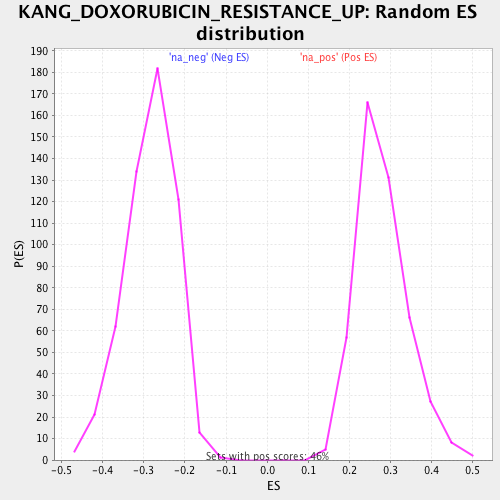 KANG_DOXORUBICIN_RESISTANCE_UP: Random ES
distribution
'na_neg' (Neg ES)
'na_pos' (Pos ES)
190
180
170
160
150
140
130
120
110
100
90
80
70
60
50
40
30
20
10
0
P(ES)
Sets with pos scores: 46%
-0.5 -0.4 -0.3 -0.2 -0.1 0.0 0.1 0.2 0.3 0.4 0.5
ES